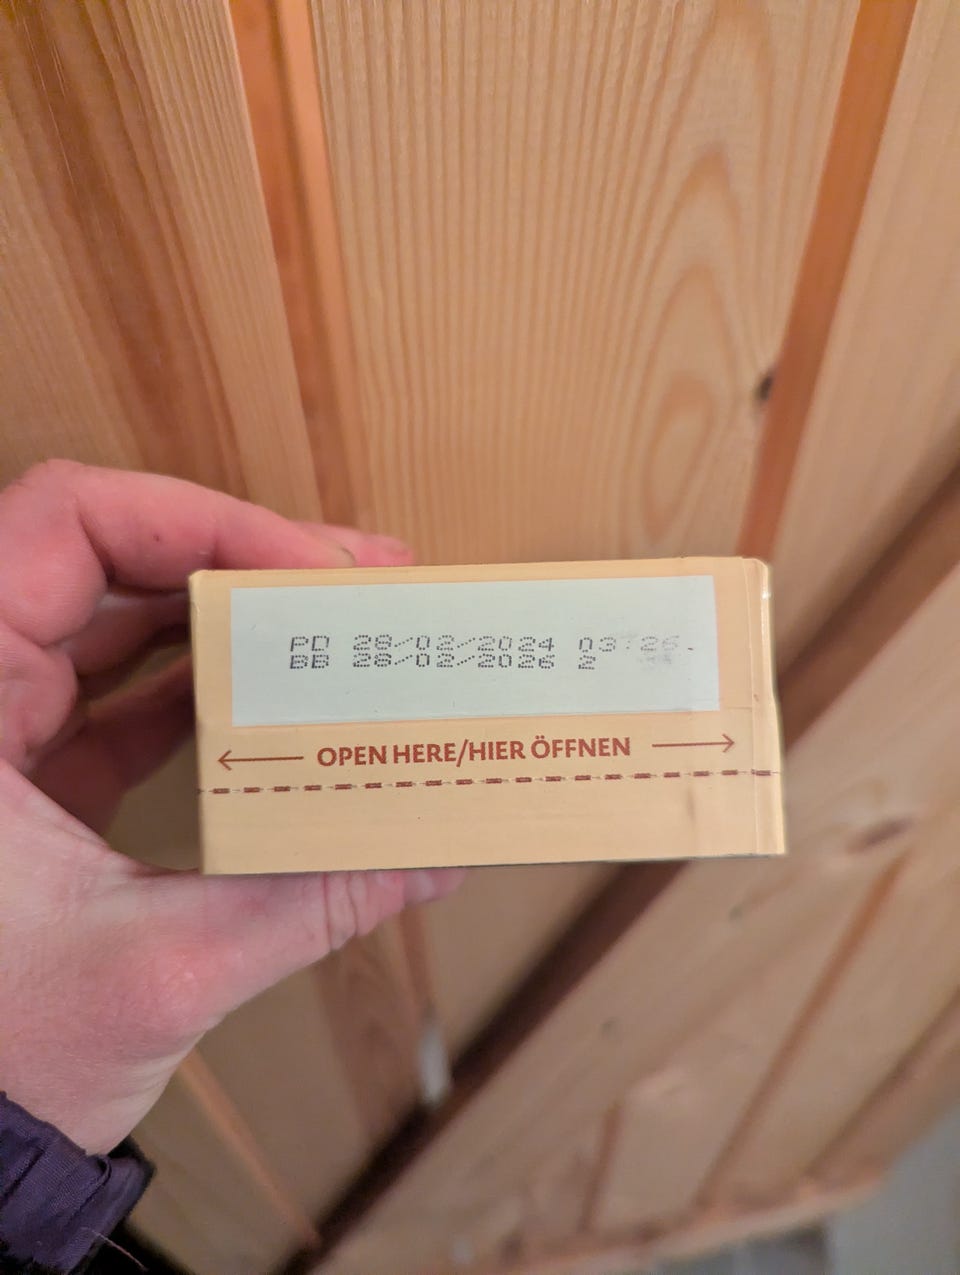 PD 28/02/2024 03:26
BB 28/02/2026 2
OPEN HERE/HIER ÖFFNEN